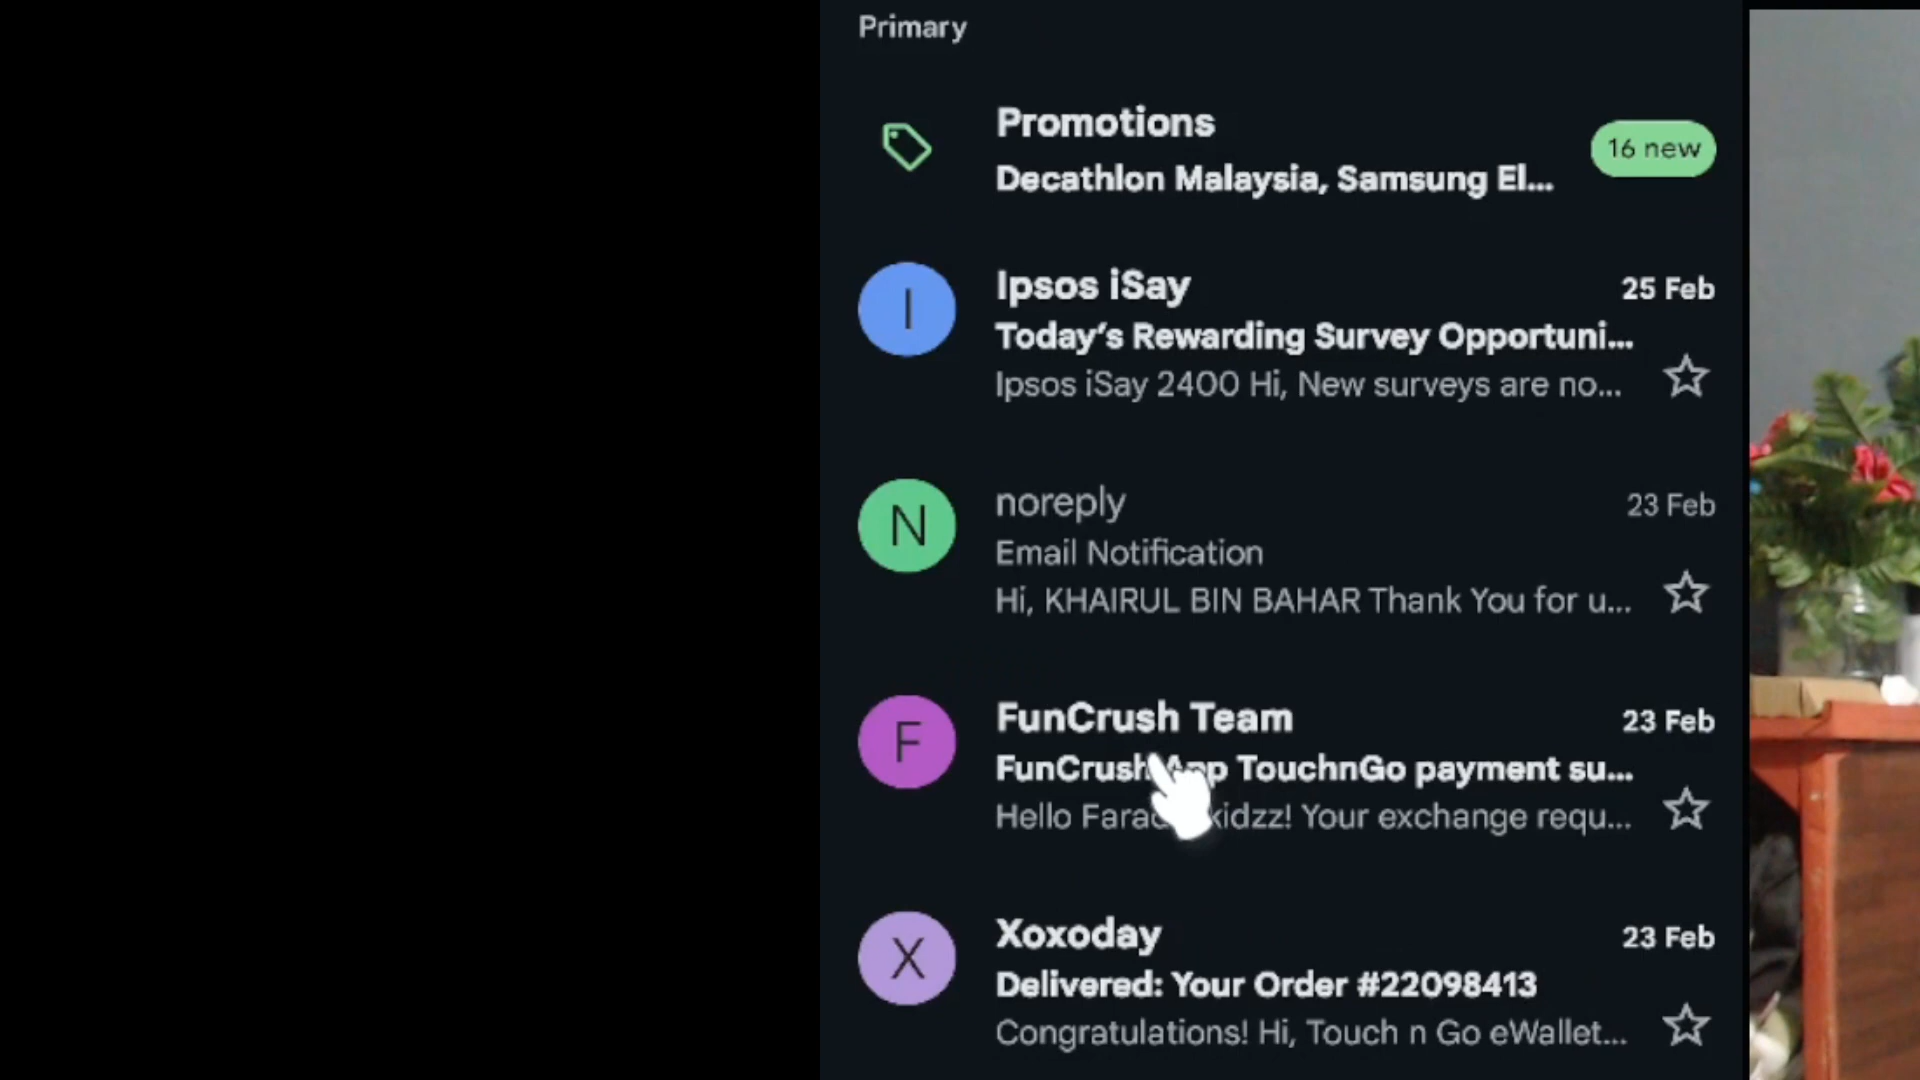 Primary
Promotions
16 new
Decathlon Malaysia, Samsung El...
I
Ipsos iSay
25 Feb
Today's Rewarding Survey Opportuni...
Ipsos iSay 2400 Hi, New surveys are no...
N
noreply
23 Feb
Email Notification
Hi, KHAIRUL BIN BAHAR Thank You for u...
F
FunCrush Team
23 Feb
FunCrush App TouchnGo payment su...
Hello kidzz! Your exchange requ...
X
Xoxoday
23 Feb
Delivered: Your Order #22098413
Congratulations! Hi, Touch n Go eWallet...